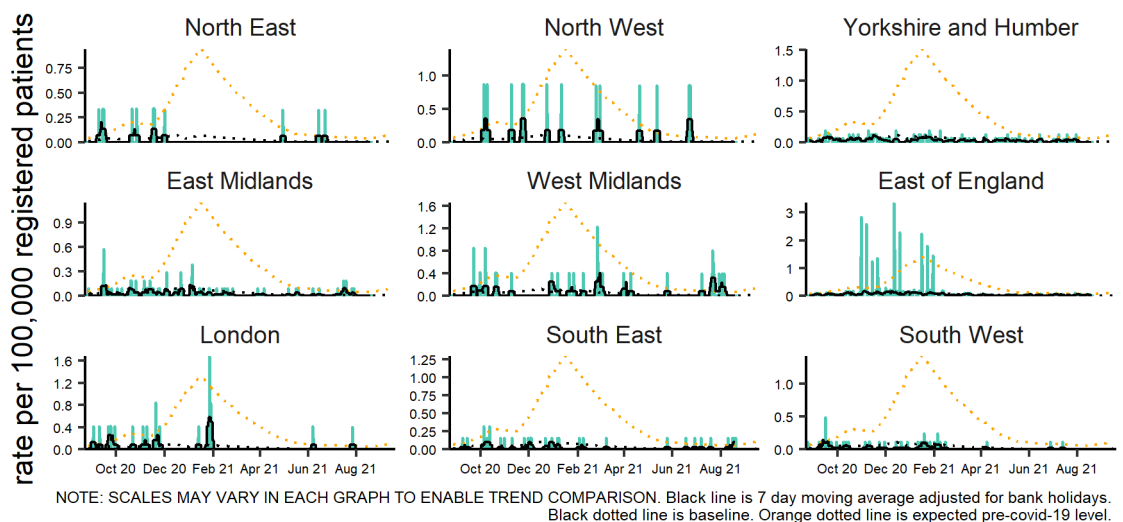 rate per 100,000 registered patients
North East
North West
Yorkshire and Humber
0.75
0.50
0.25
0.00
1.0
0.5
0.0
1.5
1.0
0.5
0.0
East Midlands
West Midlands
East of England
0.9
0.6
0.3
0.0
1.6
1.2
0.8
0.4
0.0
3
2
1
0
London
South East
South West
1.6
1.2
0.8
0.4
0.0
1.25
1.00
0.75
0.50
0.25
0.00
1.0
0.5
0.0
Oct 20 Dec 20 Feb 21 Apr 21 Jun 21 Aug 21
Oct 20 Dec 20 Feb 21 Apr 21 Jun 21 Aug 21
Oct 20 Dec 20 Feb 21 Apr 21 Jun 21 Aug 21
NOTE: SCALES MAY VARY IN EACH GRAPH TO ENABLE TREND COMPARISON. Black line is 7 day moving average adjusted for bank holidays.
Black dotted line is baseline. Orange dotted line is expected pre-covid-19 level.